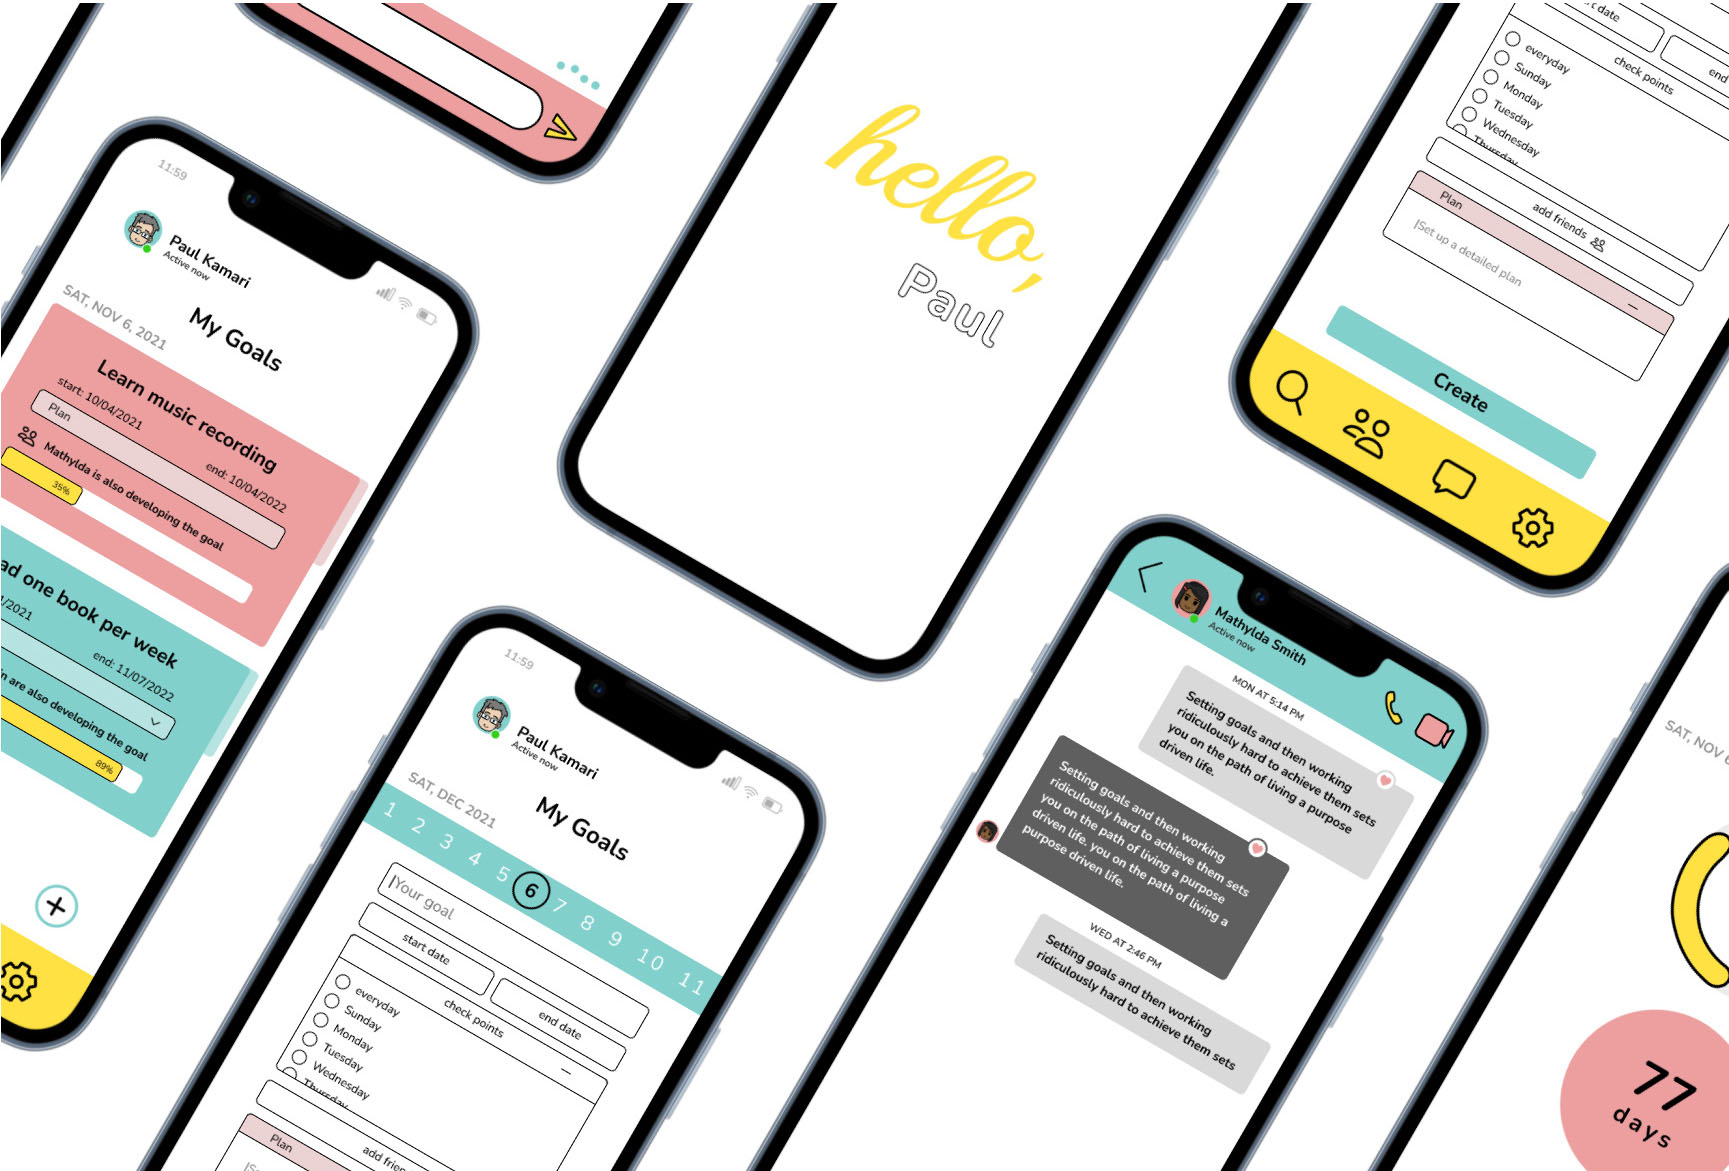 11:59
Paul Kamari
Active now
My Goals
SAT, NOV 6, 2021
Learn music recording
start: 10/04/2021
end: 10/04/2022
Plan
Mathylda is also developing the goal
35%
one book per week
/2021
end: 11/07/2022
are also developing the goal
89%
hello,
Paul
date
end
check points
everyday
Sunday
Monday
Tuesday
Wednesday
Thursday
add friends
Plan
Set up a detailed plan
Create
11:59
Paul Kamari
Active now
My Goals
SAT, DEC 2021
1 2 3 4 5 6 7 8 9 10 11
Your goal
start date
end date
check points
everyday
Sunday
Monday
Tuesday
Wednesday
Thursday
add
Plan
Mathylda Smith
Active now
MON AT 5:14 PM
Setting goals and then working
ridiculously hard to achieve them sets
you on the path of living a purpose
driven life.
Setting goals and then working
ridiculously hard to achieve them sets
you on the path of living a purpose
driven life. you on the path of living a
purpose driven life.
WED AT 2:46 PM
Setting goals and then working
ridiculously hard to achieve them sets
SAT, NOV
77
days